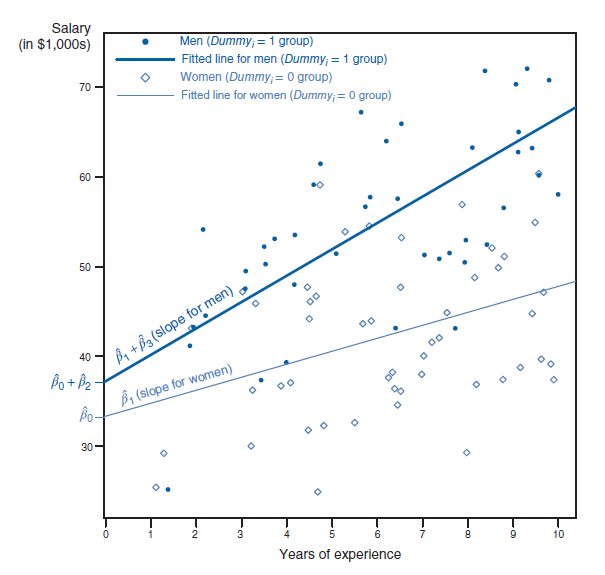 Salary
(in $1,000s)
Men (Dummyᵢ = 1 group)
Fitted line for men (Dummyᵢ = 1 group)
Women (Dummyᵢ = 0 group)
Fitted line for women (Dummyᵢ = 0 group)
70
60
50
40
30
β̂₁ + β̂₃ (slope for men)
β̂₀ + β̂₂
β̂₁ (slope for women)
β̂₀
0 1 2 3 4 5 6 7 8 9 10
Years of experience